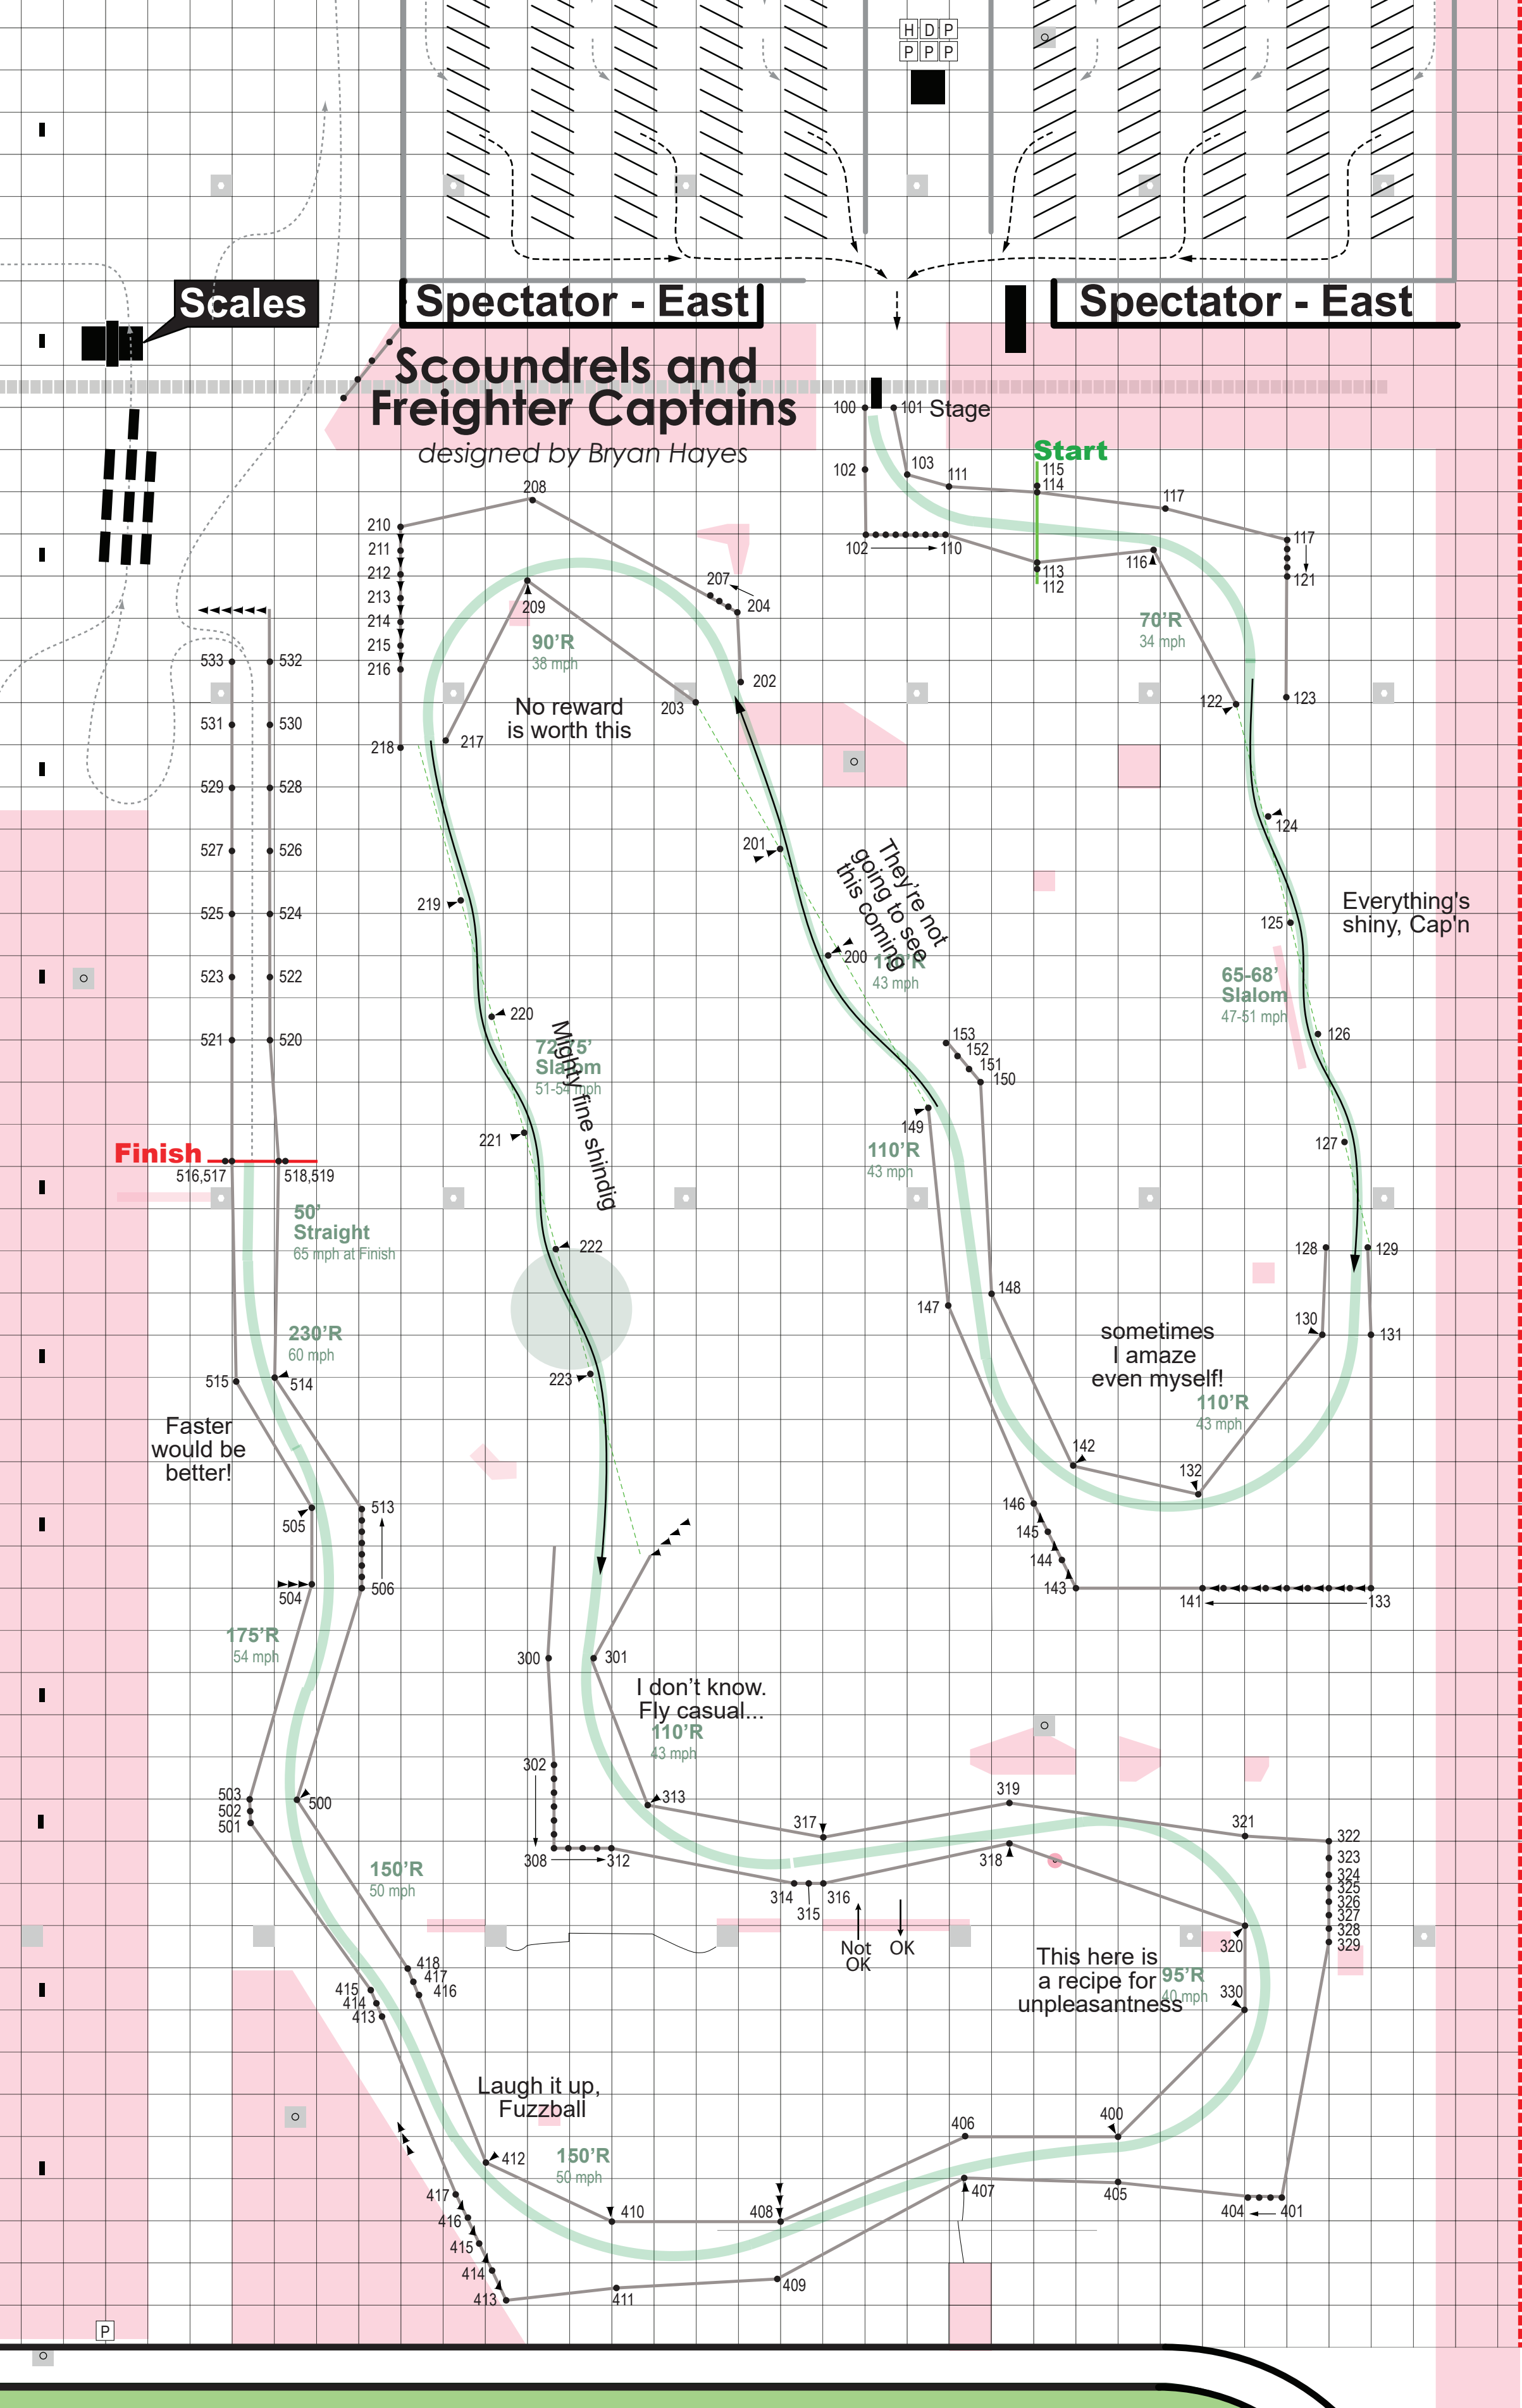 H D P
P P P
Scales
Spectator - East
Spectator - East
Scoundrels and
Freighter Captains
designed by Bryan Hayes
100
101
Stage
Start
102
103
111
115
114
117
102
110
113
112
116
117
121
70'R
34 mph
122
123
124
125
Everything's
shiny, Cap'n
65-68'
Slalom
47-51 mph
126
127
128
129
130
131
sometimes
I amaze
even myself!
110'R
43 mph
132
142
133
141
143
144
145
146
147
148
110'R
43 mph
149
150
151
152
153
They're not
going to see
this coming
110'R
43 mph
200
201
202
203
204
207
208
209
90'R
38 mph
No reward
is worth this
210
211
212
213
214
215
216
217
218
219
220
72-75'
Slalom
51-54 mph
Mighty fine shindig
221
222
223
300
301
I don't know.
Fly casual...
110'R
43 mph
302
308
312
313
314
315
316
317
318
319
Not
OK
OK
320
321
322
323
324
325
326
327
328
329
330
This here is
a recipe for
unpleasantness
95'R
40 mph
400
401
404
405
406
407
408
409
410
411
412
Laugh it up,
Fuzzball
150'R
50 mph
417
416
415
414
413
418
417
416
415
414
413
150'R
50 mph
500
503
502
501
175'R
54 mph
504
505
506
513
Faster
would be
better!
514
515
230'R
60 mph
50'
Straight
65 mph at Finish
Finish
516,517
518,519
520
521
522
523
524
525
526
527
528
529
530
531
532
533
P